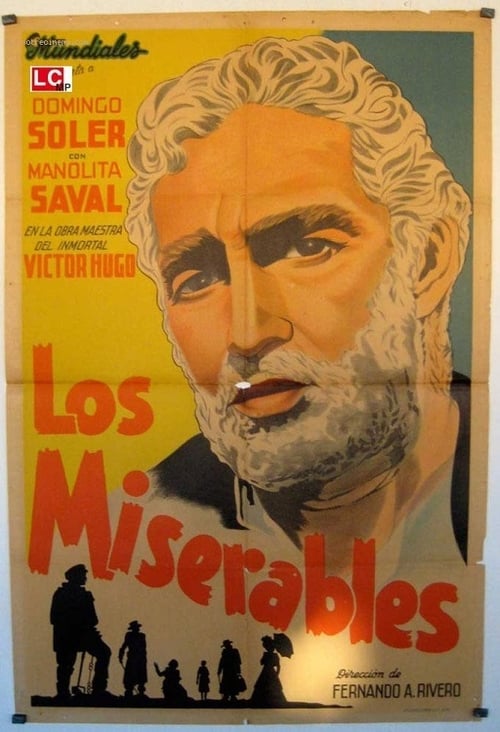 Mundiales
LC
MP
DOMINGO
SOLER
CON
MANOLITA
SAVAL
EN LA OBRA MAESTRA
DEL INMORTAL
VICTOR HUGO
Los
Miserables
Dirección de
FERNANDO A. RIVERO